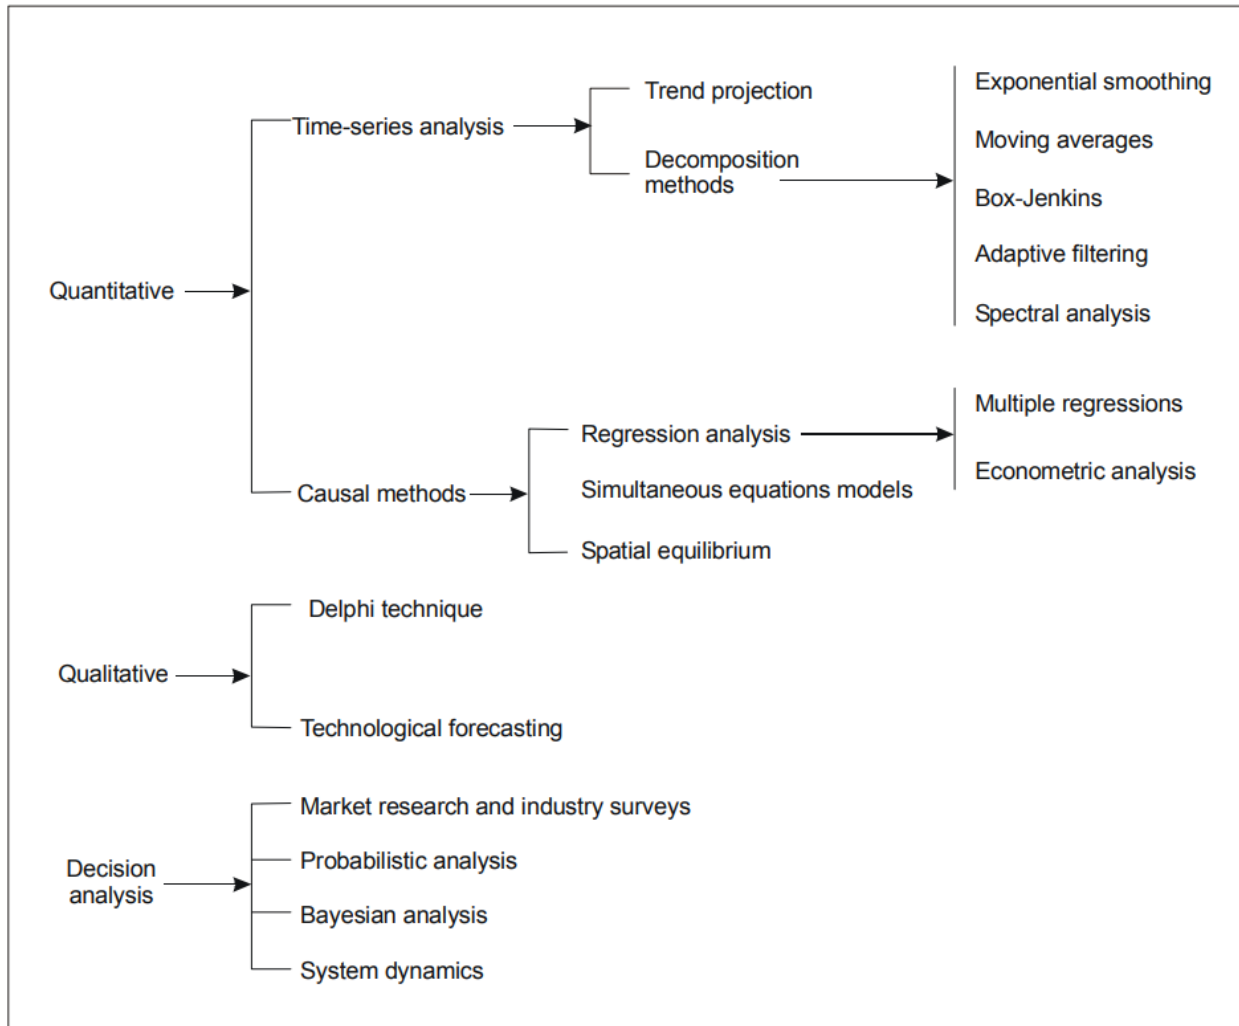 Quantitative
Time-series analysis
Trend projection
Decomposition
methods
Exponential smoothing
Moving averages
Box-Jenkins
Adaptive filtering
Spectral analysis
Causal methods
Regression analysis
Multiple regressions
Econometric analysis
Simultaneous equations models
Spatial equilibrium
Qualitative
Delphi technique
Technological forecasting
Decision
analysis
Market research and industry surveys
Probabilistic analysis
Bayesian analysis
System dynamics